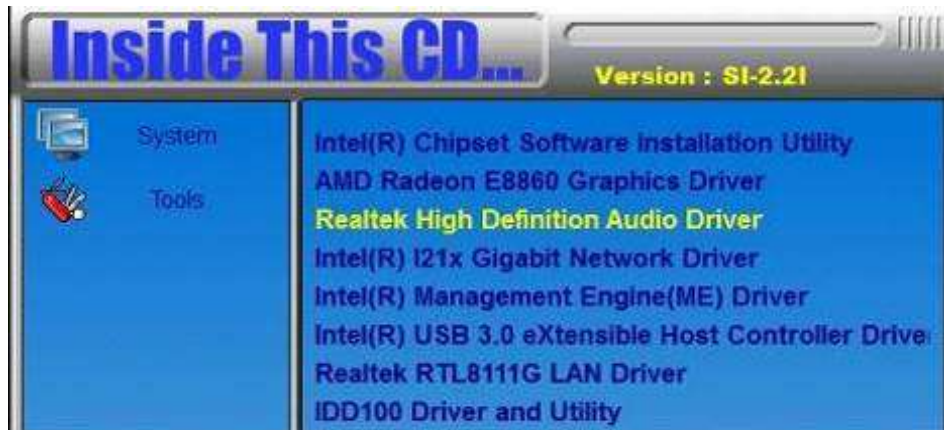 Inside This CD...
Version : SI-2.2I
System
Tools
Intel(R) Chipset Software Installation Utility
AMD Radeon E8860 Graphics Driver
Realtek High Definition Audio Driver
Intel(R) I21x Gigabit Network Driver
Intel(R) Management Engine(ME) Driver
Intel(R) USB 3.0 eXtensible Host Controller Drive
Realtek RTL8111G LAN Driver
IDD100 Driver and Utility